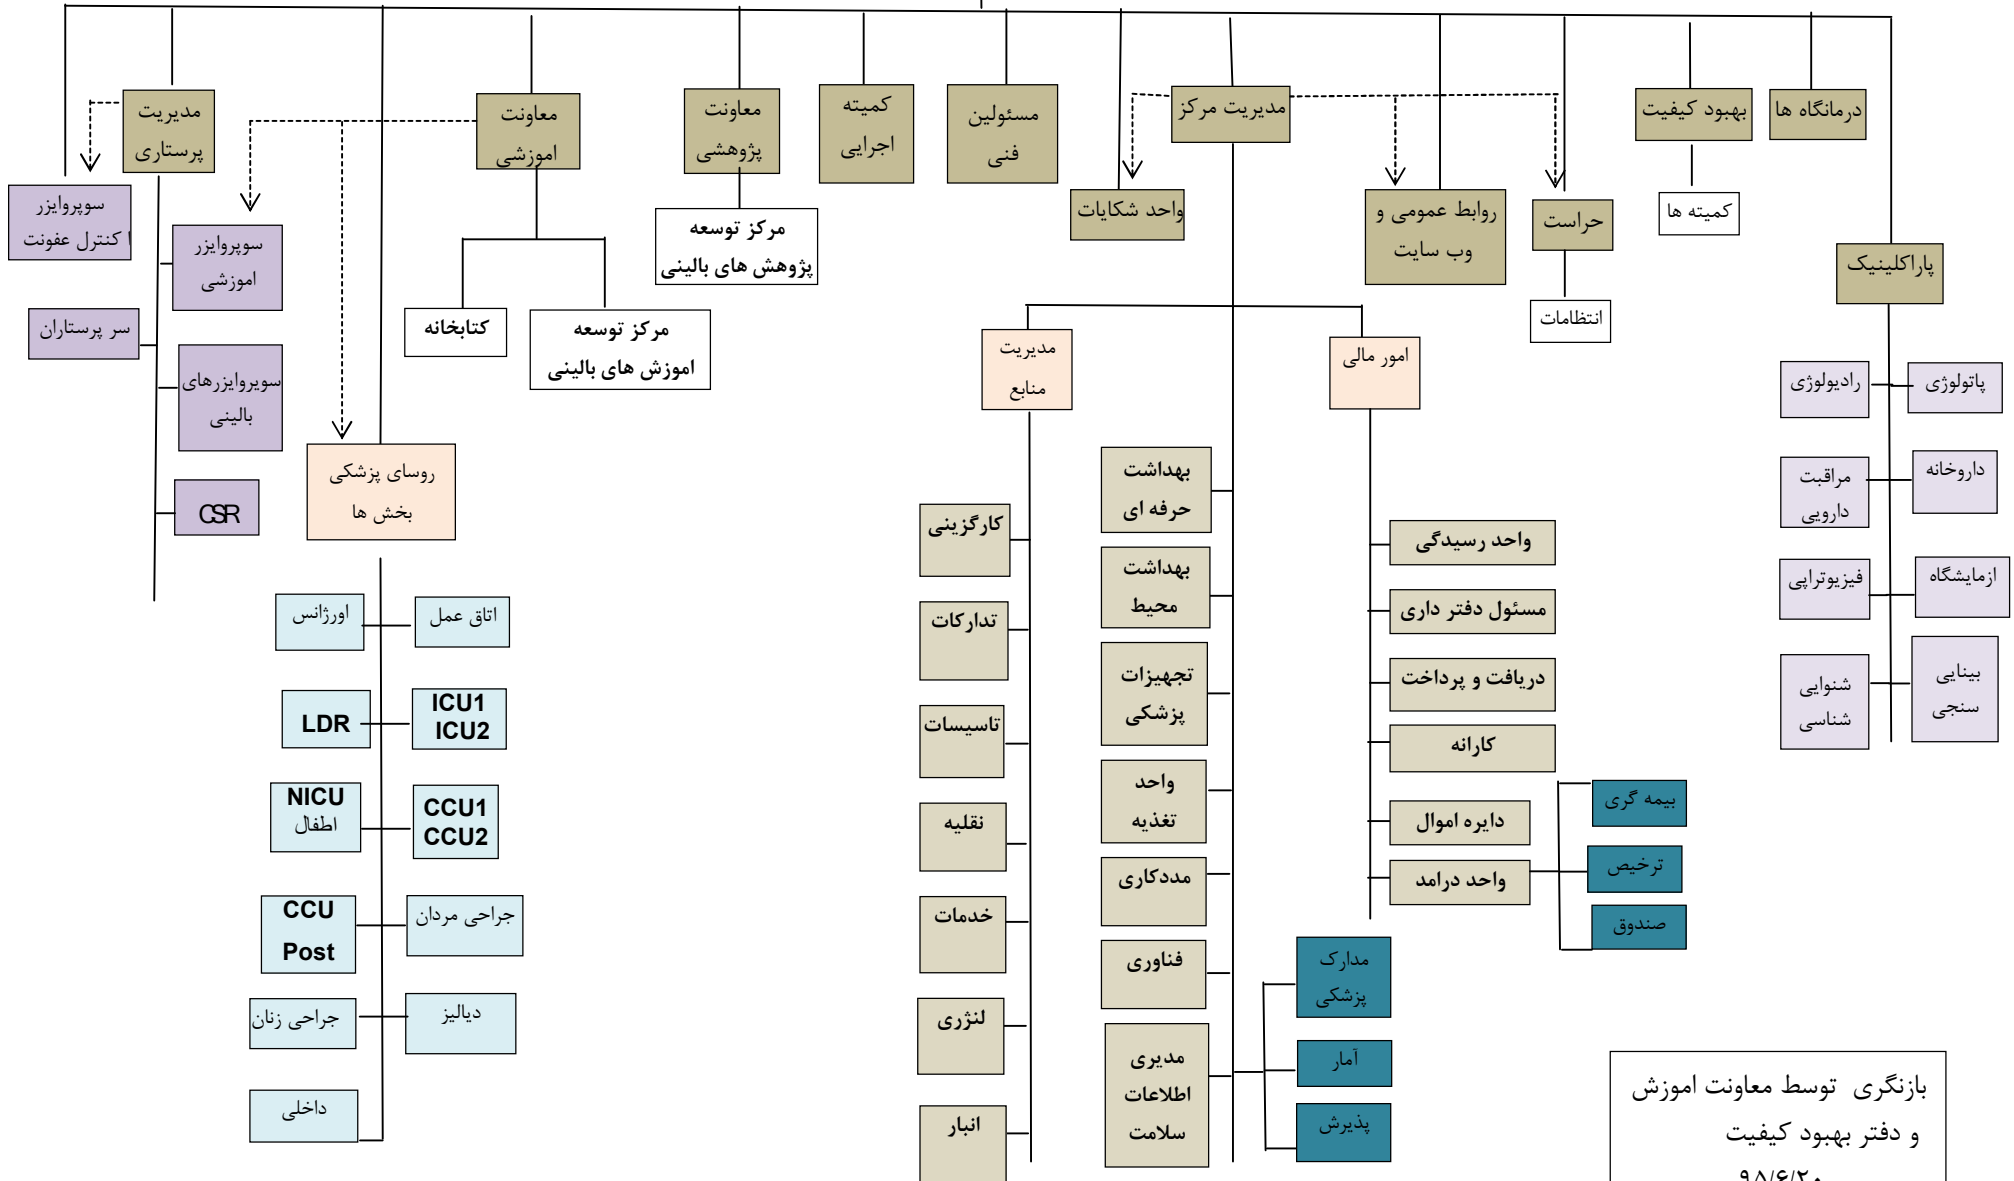 درمانگاه ها
بهبود کیفیت
کمیته ها
مدیریت مرکز
مسئولین
فنی
کمیته
اجرایی
معاونت
پژوهشی
معاونت
اموزشی
مدیریت
پرستاری
سوپروایزر
کنترل عفونت
سوپروایزر
اموزشی
سر پرستاران
سوپروایزرهای
بالینی
CSR
واحد شکایات
روابط عمومی و
وب سایت
حراست
انتظامات
پاراکلینیک
مرکز توسعه
پژوهش های بالینی
کتابخانه
مرکز توسعه
اموزش های بالینی
روسای پزشکی
بخش ها
مدیریت
منابع
امور مالی
پاتولوژی
رادیولوژی
داروخانه
مراقبت
دارویی
ازمایشگاه
فیزیوتراپی
بینایی
سنجی
شنوایی
شناسی
واحد رسیدگی
مسئول دفتر داری
دریافت و پرداخت
کارانه
دایره اموال
واحد درامد
بیمه گری
ترخیص
صندوق
بهداشت
حرفه ای
بهداشت
محیط
تجهیزات
پزشکی
واحد
تغذیه
مددکاری
فناوری
مدیری
اطلاعات
سلامت
مدارک
پزشکی
آمار
پذیرش
کارگزینی
تدارکات
تاسیسات
نقلیه
خدمات
لنژری
انبار
اتاق عمل
اورژانس
ICU1
ICU2
LDR
CCU1
CCU2
NICU
اطفال
جراحی مردان
CCU
Post
دیالیز
جراحی زنان
داخلی
بازنگری توسط معاونت اموزش
و دفتر بهبود کیفیت
۹۵/۶/۲۰